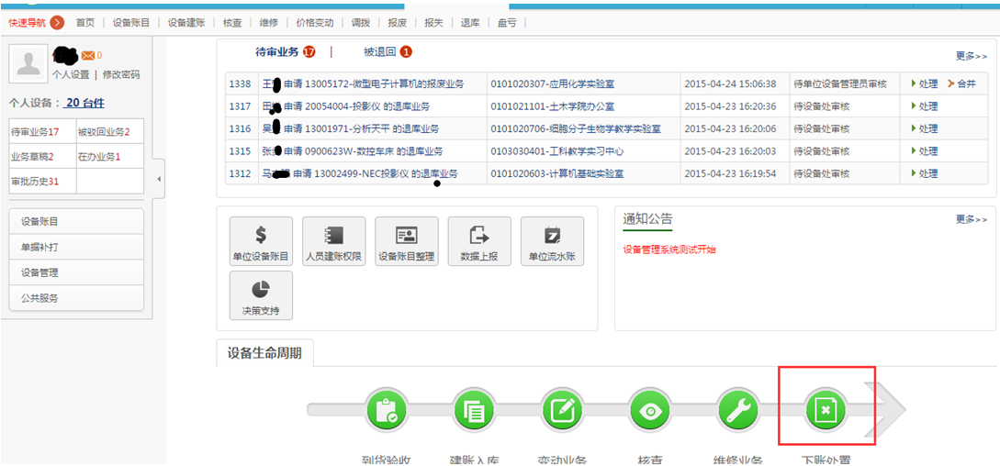 快速导航 首页 设备账目 设备建账 核查 维修 价格变动 调拨 报废 报失 退库 盘亏
0
个人设置 | 修改密码
个人设备： 20 台件
待审业务17 被驳回业务2
业务草稿2 在办业务1
审批历史31
设备账目
单据补打
设备管理
公共服务
待审业务 17 | 被退回 1 更多>>
1338 王 申请 13005172-微型电子计算机的报废业务 0101020307-应用化学实验室 2015-04-24 15:06:38 待单位设备管理员审核 处理 合并
1317 田 申请 20054004-投影仪 的退库业务 0101021101-土木学院办公室 2015-04-23 16:20:36 待设备处审核 处理
1316 吴 申请 13001971-分析天平 的退库业务 0101020706-细胞分子生物学教学实验室 2015-04-23 16:20:06 待设备处审核 处理
1315 张 申请 0900623W-数控车床 的退库业务 0103030401-工科教学实习中心 2015-04-23 16:20:03 待设备处审核 处理
1312 马 申请 13002499-NEC投影仪 的退库业务 0101020603-计算机基础实验室 2015-04-23 16:19:54 待设备处审核 处理
单位设备账目 人员建账权限 设备账目整理 数据上报 单位流水账
决策支持
通知公告 更多>>
设备管理系统测试开始
设备生命周期
到货验收 建账入库 变动业务 核查 维修业务 下账处置